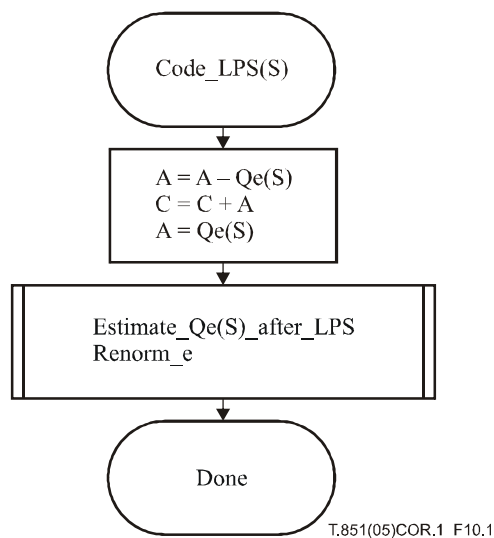 Code_LPS(S)
A = A – Qe(S)
C = C + A
A = Qe(S)
Estimate_Qe(S)_after_LPS
Renorm_e
Done
T.851(05)COR.1 F10.1